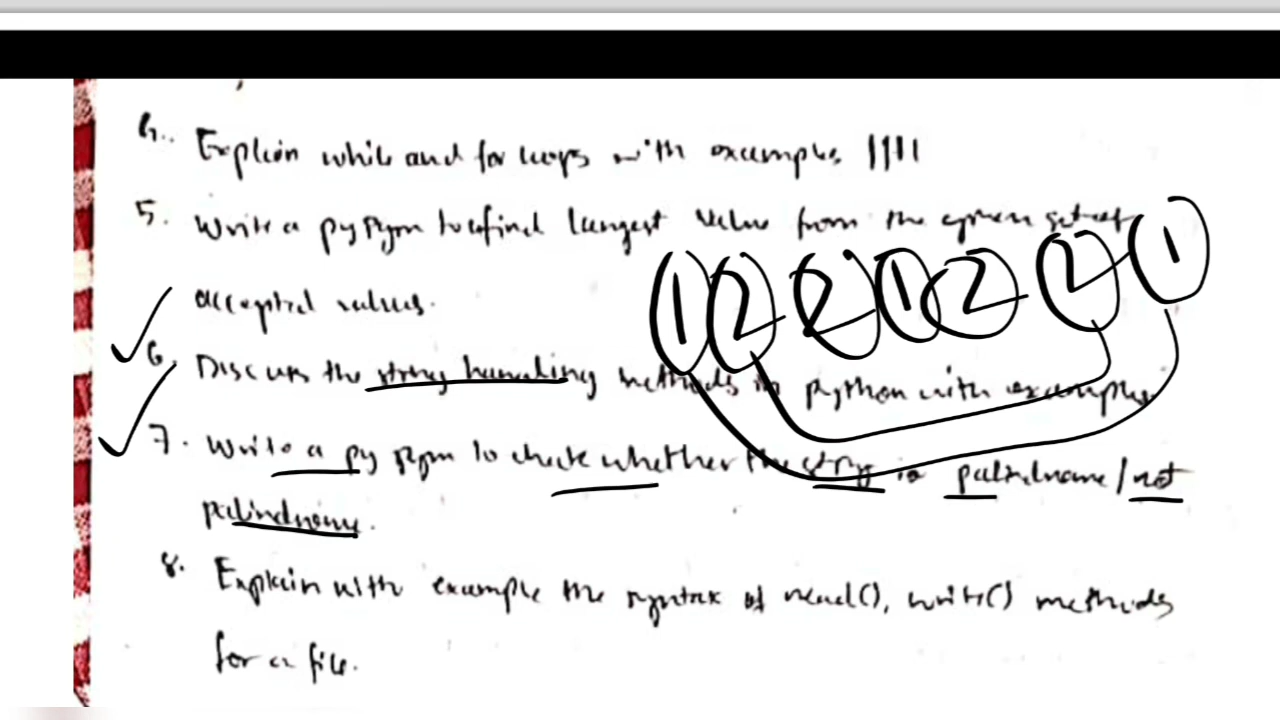 4. Explain while and for loops with example. ||||
5. Write a py pgm to find largest value from the given set of
accepted values.
1 2 2 1 2 2 1
6. Discuss the string handling methods in python with example
7. Write a py pgm to check whether the string is palindrome/not
palindrome.
8. Explain with example the syntax of read(), write() methods
for a file.